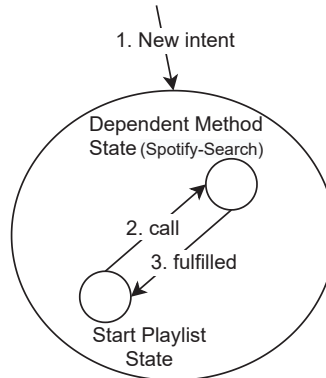 1. New intent
Dependent Method
State (Spotify-Search)
2. call
3. fulfilled
Start Playlist
State